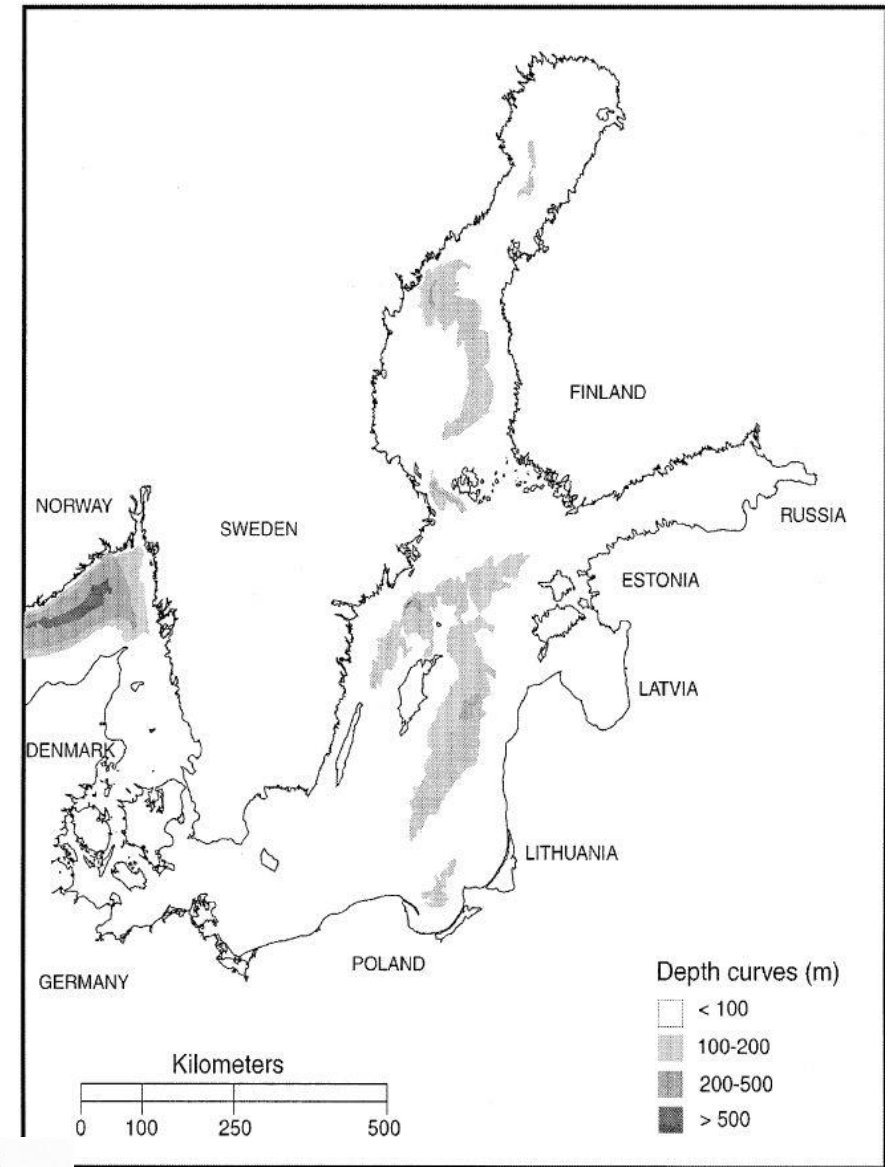 FINLAND
NORWAY
SWEDEN
RUSSIA
ESTONIA
LATVIA
DENMARK
LITHUANIA
POLAND
GERMANY
Depth curves (m)
< 100
100-200
200-500
> 500
Kilometers
0 100 250 500